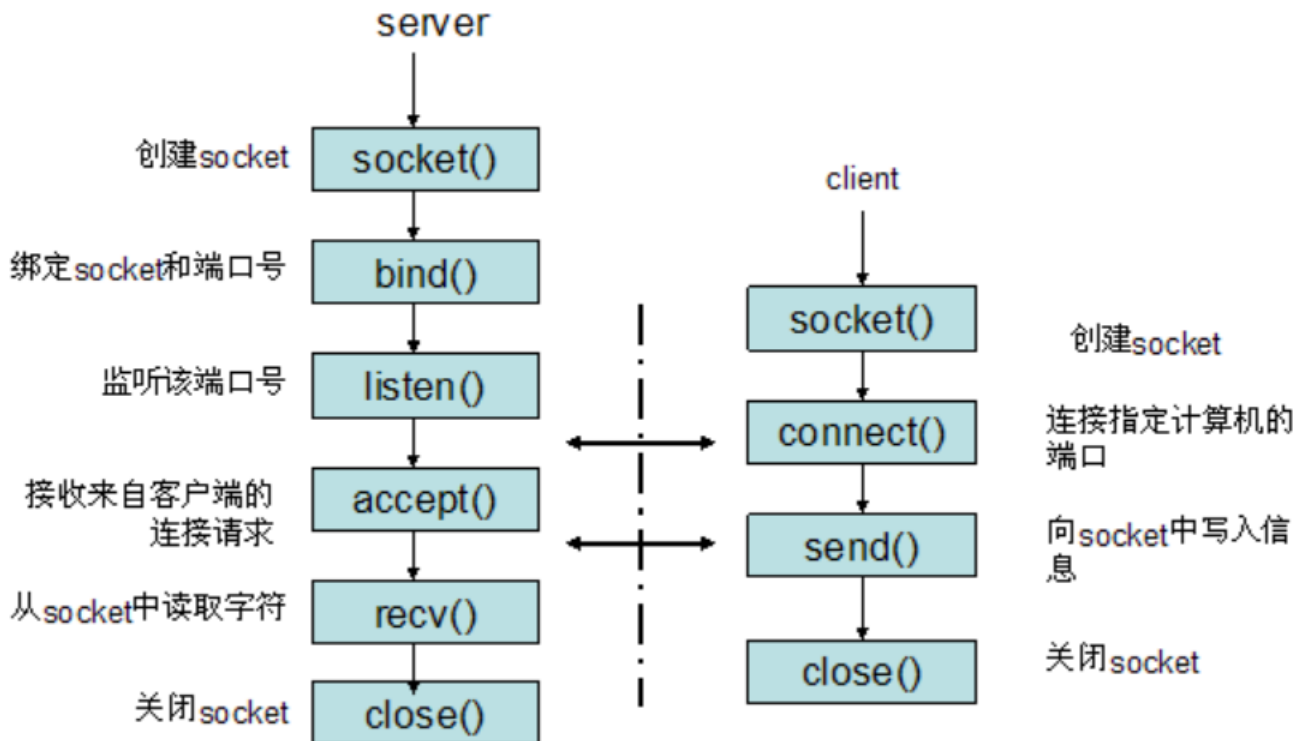 server
创建socket
socket()
绑定socket和端口号
bind()
监听该端口号
listen()
接收来自客户端的
连接请求
accept()
从socket中读取字符
recv()
关闭socket
close()
client
socket()
创建socket
connect()
连接指定计算机的
端口
send()
向socket中写入信
息
close()
关闭socket